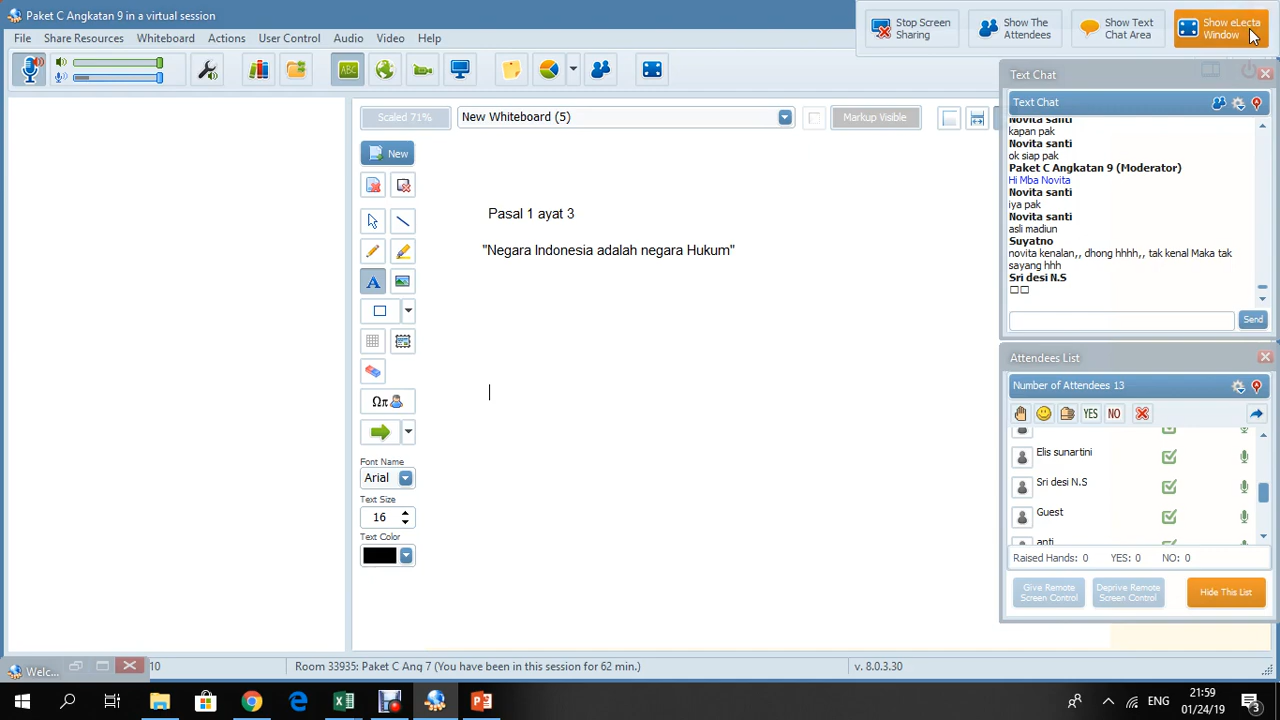 Paket C Angkatan 9 in a virtual session
File Share Resources Whiteboard Actions User Control Audio Video Help
Stop Screen Sharing
Show The Attendees
Show Text Chat Area
Show eLecta Window
Scaled 71%
New Whiteboard (5)
Markup Visible
New
Pasal 1 ayat 3
"Negara Indonesia adalah negara Hukum"
ABC
A
Ωπ
Font Name
Arial
Text Size
16
Text Color
Text Chat
Text Chat
Novita santi
kapan pak
Novita santi
ok siap pak
Paket C Angkatan 9 (Moderator)
Hi Mba Novita
Novita santi
iya pak
Novita santi
asli madiun
Suyatno
novita kenalan,, dhong hhhh,, tak kenal Maka tak
sayang hhh
Sri desi N.S
Send
Attendees List
Number of Attendees 13
YES NO
Elis sunartini
Sri desi N.S
Guest
anti
Raised Hands: 0 YES: 0 NO: 0
Give Remote Screen Control
Deprive Remote Screen Control
Hide This List
Welc... 10
Room 33935: Paket C Ang 7 (You have been in this session for 62 min.)
v. 8.0.3.30
ENG
21:59
01/24/19
3